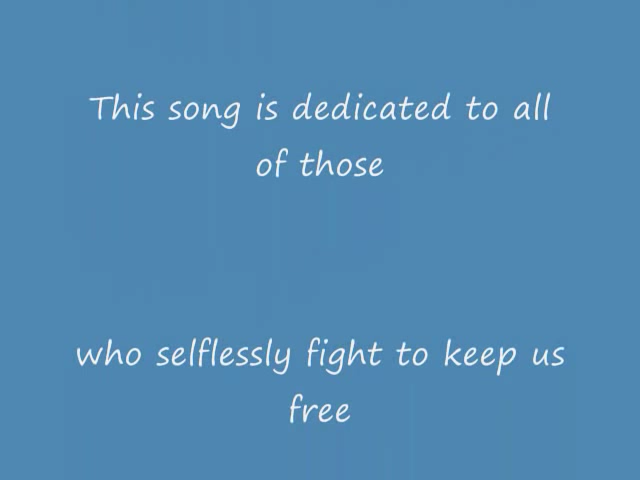 This song is dedicated to all
of those
who selflessly fight to keep us
free